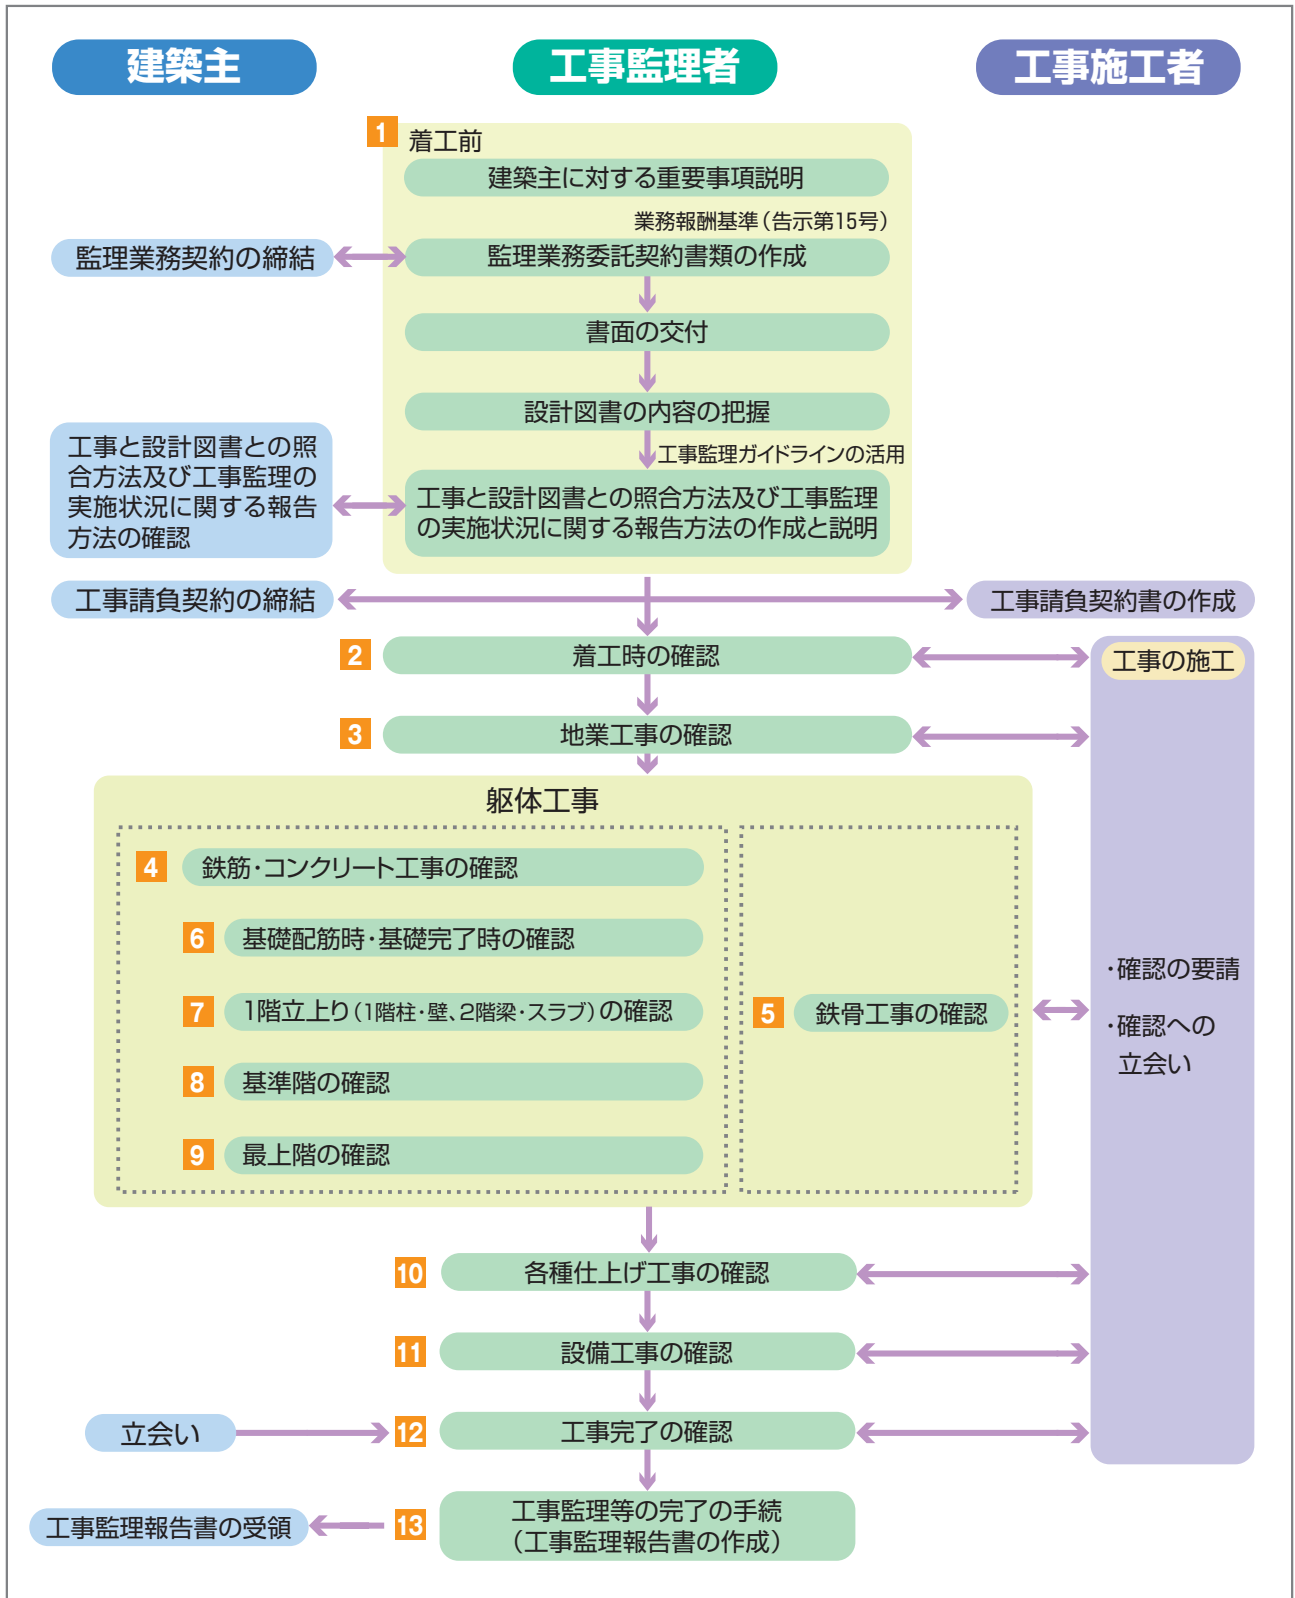 建築主
工事監理者
工事施工者
1 着工前
建築主に対する重要事項説明
業務報酬基準（告示第15号）
監理業務契約の締結
監理業務委託契約書類の作成
書面の交付
設計図書の内容の把握
工事監理ガイドラインの活用
工事と設計図書との照
合方法及び工事監理の
実施状況に関する報告
方法の確認
工事と設計図書との照合方法及び工事監理
の実施状況に関する報告方法の作成と説明
工事請負契約の締結
工事請負契約書の作成
2 着工時の確認
工事の施工
3 地業工事の確認
躯体工事
4 鉄筋・コンクリート工事の確認
6 基礎配筋時・基礎完了時の確認
7 1階立上り（1階柱・壁、2階梁・スラブ）の確認
8 基準階の確認
9 最上階の確認
5 鉄骨工事の確認
・確認の要請
・確認への
立会い
10 各種仕上げ工事の確認
11 設備工事の確認
立会い
12 工事完了の確認
工事監理報告書の受領
13 工事監理等の完了の手続
（工事監理報告書の作成）